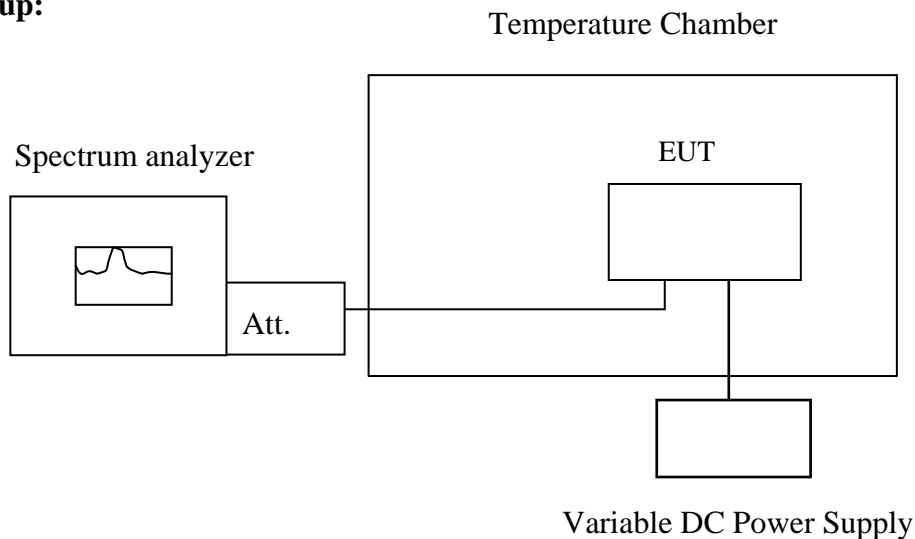 up:
Temperature Chamber
Spectrum analyzer
EUT
Att.
Variable DC Power Supply